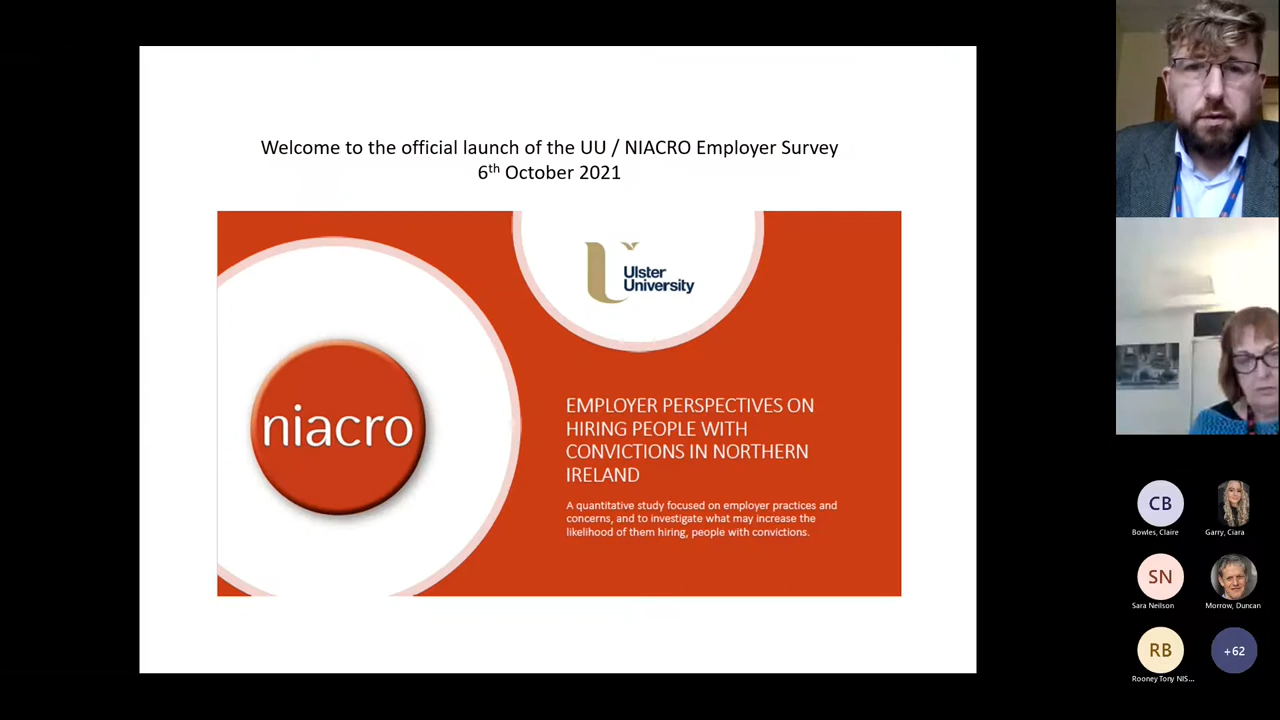 Welcome to the official launch of the UU / NIACRO Employer Survey
6th October 2021
Ulster
University
niacro
EMPLOYER PERSPECTIVES ON
HIRING PEOPLE WITH
CONVICTIONS IN NORTHERN
IRELAND
A quantitative study focused on employer practices and
concerns, and to investigate what may increase the
likelihood of them hiring, people with convictions.
CB
Bowles, Claire
Garry, Ciara
SN
Sara Neilson
Morrow, Duncan
RB
Rooney Tony NIS...
+62